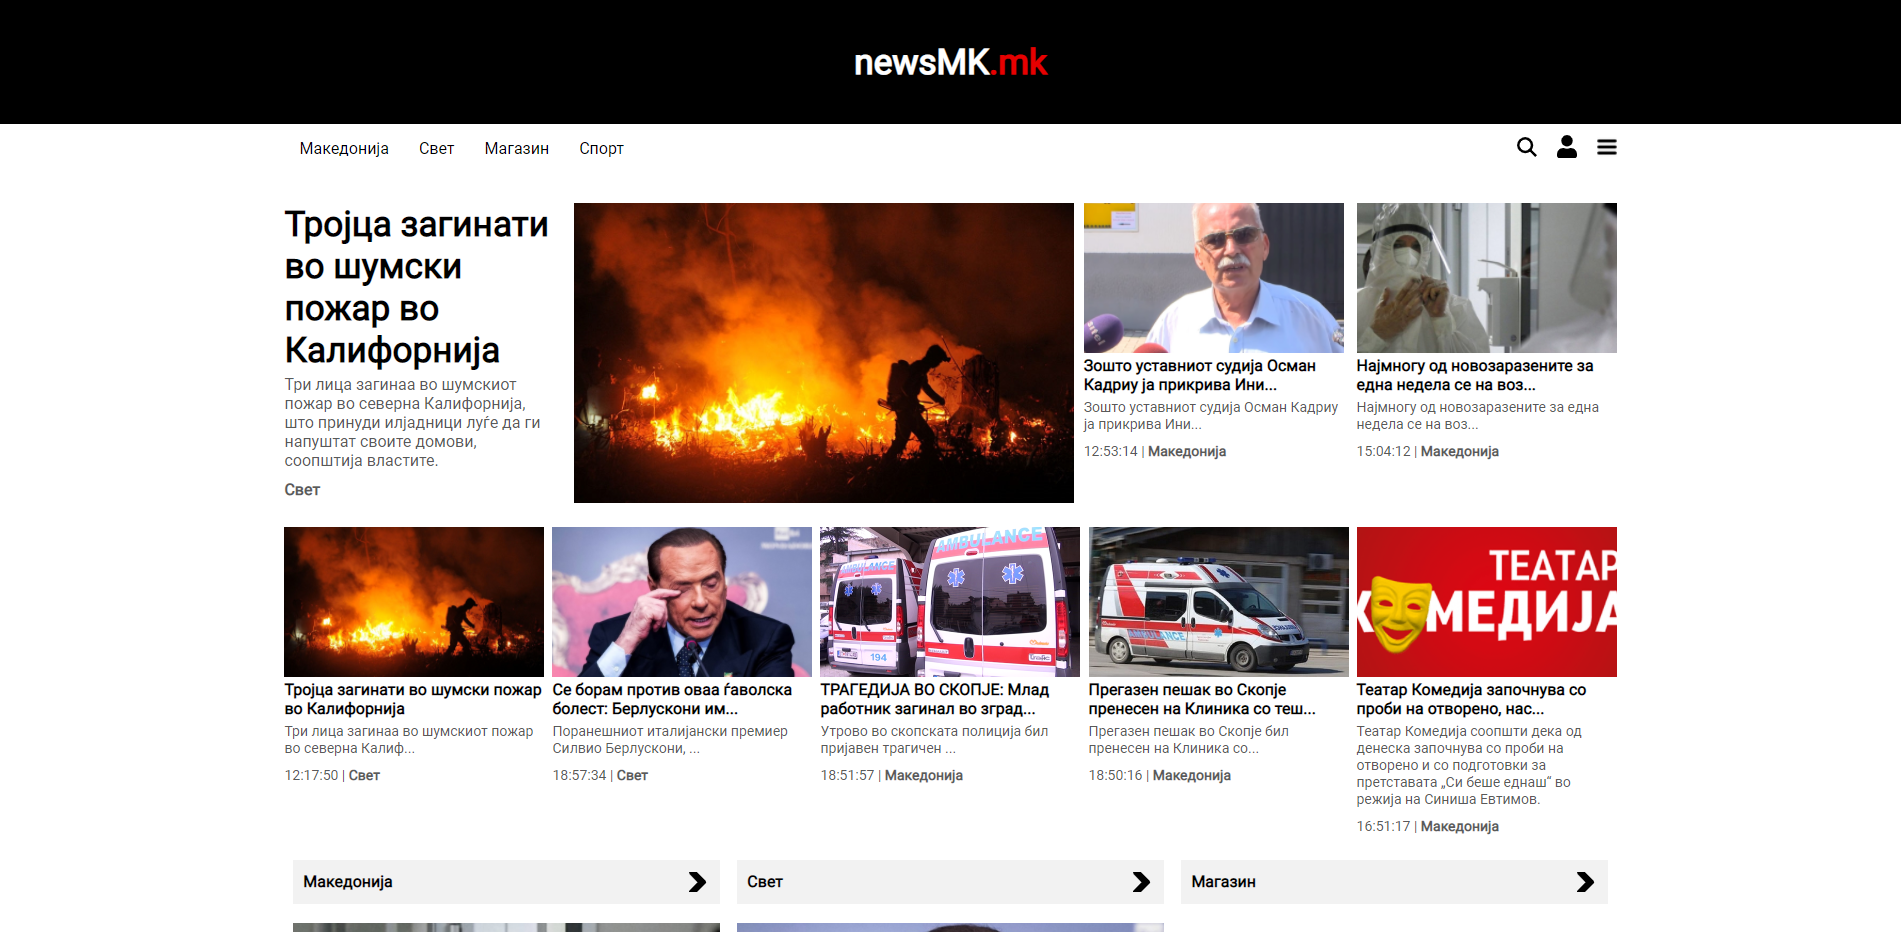 newsMK.mk
Македонија
Свет
Магазин
Спорт
Тројца загинати
во шумски
пожар во
Калифорнија
Три лица загинаа во шумскиот
пожар во северна Калифорнија,
што принуди илјадници луѓе да ги
напуштат своите домови,
соопштија властите.
Свет
Зошто уставниот судија Осман
Кадриу ја прикрива Ини...
Зошто уставниот судија Осман Кадриу
ја прикрива Ини...
12:53:14 | Македонија
Најмногу од новозаразените за
една недела се на воз...
Најмногу од новозаразените за една
недела се на воз...
15:04:12 | Македонија
Тројца загинати во шумски пожар
во Калифорнија
Три лица загинаа во шумскиот пожар
во северна Калиф...
12:17:50 | Свет
Се борам против оваа ѓаволска
болест: Берлускони им...
Поранешниот италијански премиер
Силвио Берлускони, ...
18:57:34 | Свет
AMBULANCE
AMBULANCE
194
ТРАГЕДИЈА ВО СКОПЈЕ: Млад
работник загинал во зград...
Утрово во скопската полиција бил
пријавен трагичен ...
18:51:57 | Македонија
AMBULANCE
Прегазен пешак во Скопје
пренесен на Клиника со теш...
Прегазен пешак во Скопје бил
пренесен на Клиника со...
18:50:16 | Македонија
ТЕАТАР
КОМЕДИЈА
Театар Комедија започнува со
проби на отворено, нас...
Театар Комедија соопшти дека од
денеска започнува со проби на
отворено и со подготовки за
претставата „Си беше еднаш“ во
режија на Синиша Евтимов.
16:51:17 | Македонија
Македонија
Свет
Магазин